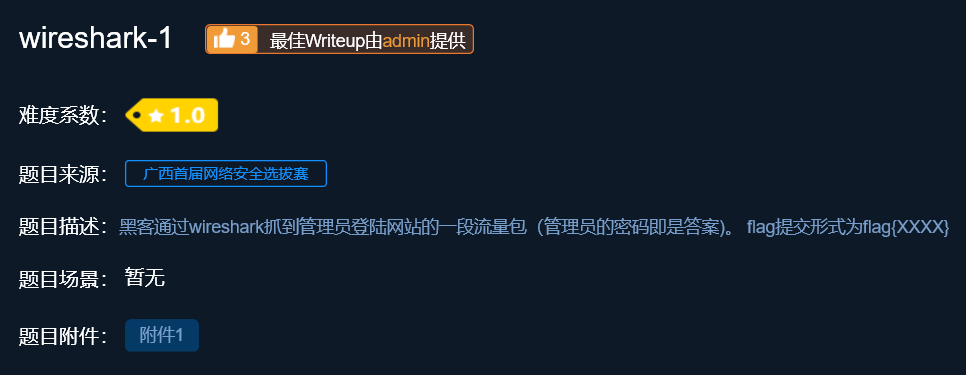 wireshark-1 3 最佳Writeup由admin提供
难度系数： 1.0
题目来源： 广西首届网络安全选拔赛
题目描述：黑客通过wireshark抓到管理员登陆网站的一段流量包（管理员的密码即是答案)。 flag提交形式为flag{XXXX}
题目场景： 暂无
题目附件： 附件1